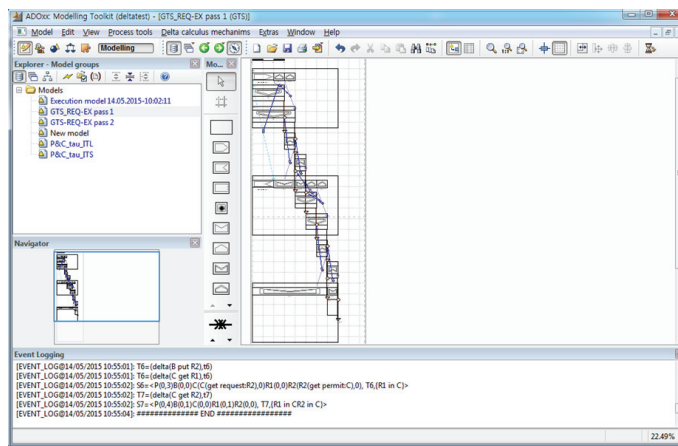 ADOxx: Modelling Toolkit (deltatest) - [GTS_REQ-EX pass 1 (GTS)]
Model Edit View Process tools Delta calculus mechanims Extras Window Help
Modelling
Explorer - Model groups
Mo...
Models
Execution model 14.05.2015-10:02:11
GTS_REQ-EX pass 1
GTS-REQ-EX pass 2
New model
P&C_tau_ITL
P&C_tau_ITS
Navigator
Event Logging
[EVENT_LOG@14/05/2015 10:55:01]: T6=(delta(B put R2),t6)
[EVENT_LOG@14/05/2015 10:55:01]: T6=(delta(C get R1),t6)
[EVENT_LOG@14/05/2015 10:55:02]: S6=<P(0,3)B(0,0)C(C(get request:R2),0)R1(0,0)R2(R2(get permit:C),0), T6,(R1 in C)>
[EVENT_LOG@14/05/2015 10:55:02]: T7=(delta(C get R2),t7)
[EVENT_LOG@14/05/2015 10:55:02]: S7=<P(0,4)B(0,1)C(0,0)R1(0,1)R2(0,0), T7,(R1 in CR2 in C)>
[EVENT_LOG@14/05/2015 10:55:04]: ############## END #################
22.49%